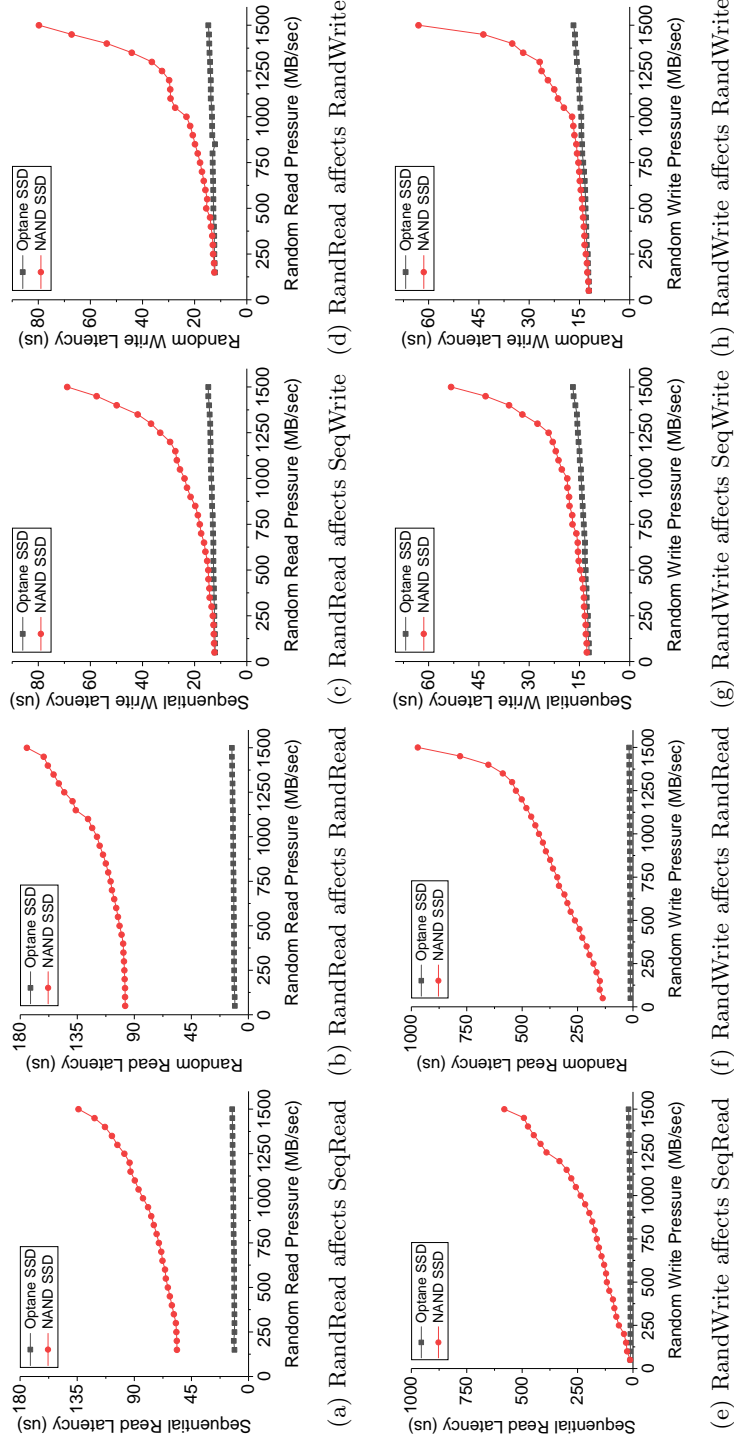 180
135
90
45
Sequential Read Latency (us)
Optane SSD
NAND SSD
0 250 500 750 1000 1250 1500
Random Read Pressure (MB/sec)
(a) RandRead affects SeqRead
180
135
90
45
Random Read Latency (us)
Optane SSD
NAND SSD
0 250 500 750 1000 1250 1500
Random Read Pressure (MB/sec)
(b) RandRead affects RandRead
80
60
40
20
0
Sequential Write Latency (us)
Optane SSD
NAND SSD
0 250 500 750 1000 1250 1500
Random Read Pressure (MB/sec)
(c) RandRead affects SeqWrite
80
60
40
20
0
Random Write Latency (us)
Optane SSD
NAND SSD
0 250 500 750 1000 1250 1500
Random Read Pressure (MB/sec)
(d) RandRead affects RandWrite
1000
750
500
250
0
Sequential Read Latency (us)
Optane SSD
NAND SSD
0 250 500 750 1000 1250 1500
Random Write Pressure (MB/sec)
(e) RandWrite affects SeqRead
1000
750
500
250
0
Random Read Latency (us)
Optane SSD
NAND SSD
0 250 500 750 1000 1250 1500
Random Write Pressure (MB/sec)
(f) RandWrite affects RandRead
60
45
30
15
0
Sequential Write Latency (us)
Optane SSD
NAND SSD
0 250 500 750 1000 1250 1500
Random Write Pressure (MB/sec)
(g) RandWrite affects SeqWrite
60
45
30
15
0
Random Write Latency (us)
Optane SSD
NAND SSD
0 250 500 750 1000 1250 1500
Random Write Pressure (MB/sec)
(h) RandWrite affects RandWrite